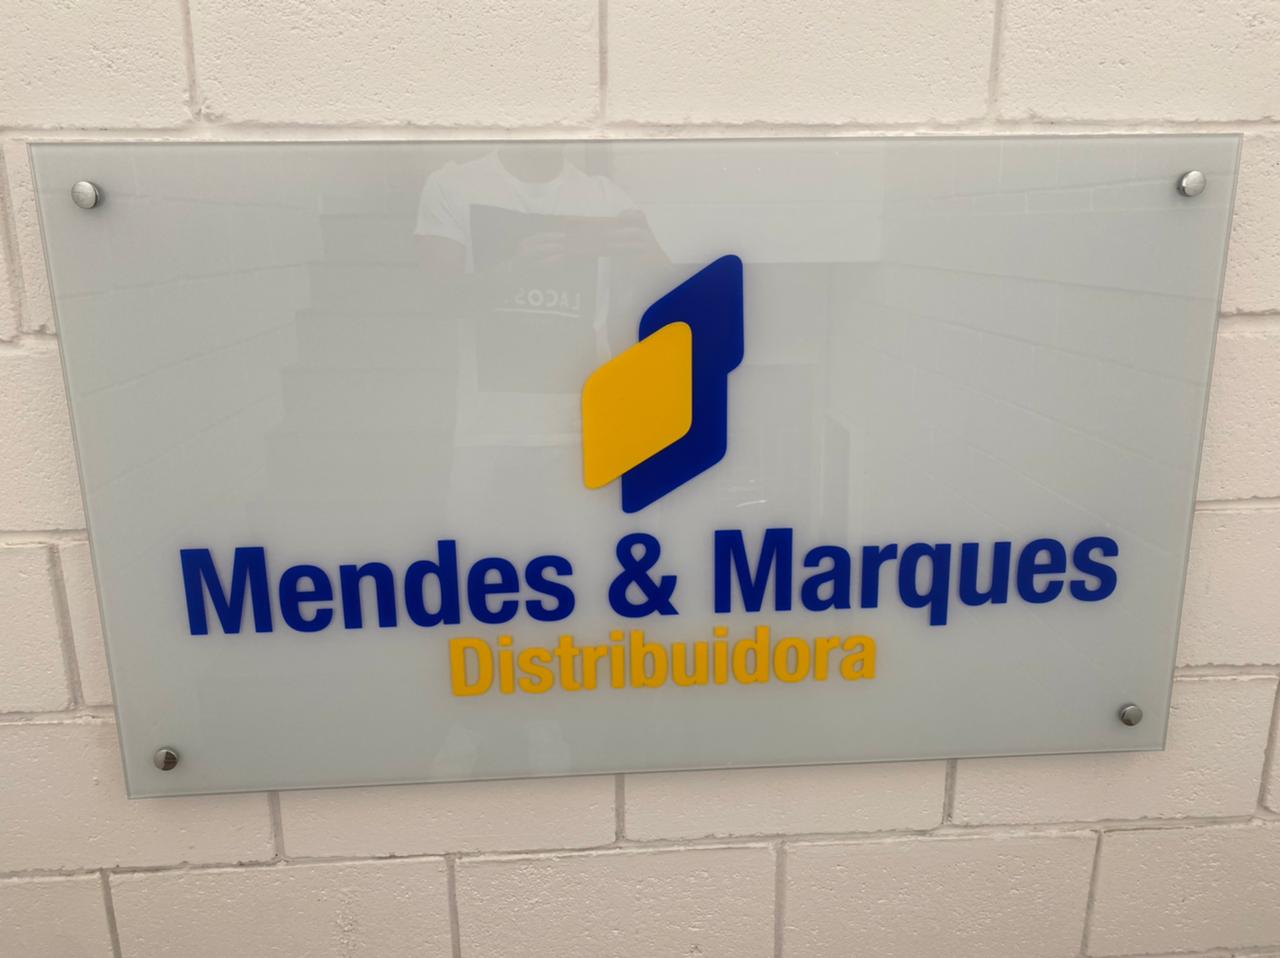 Mendes & Marques
Distribuidora